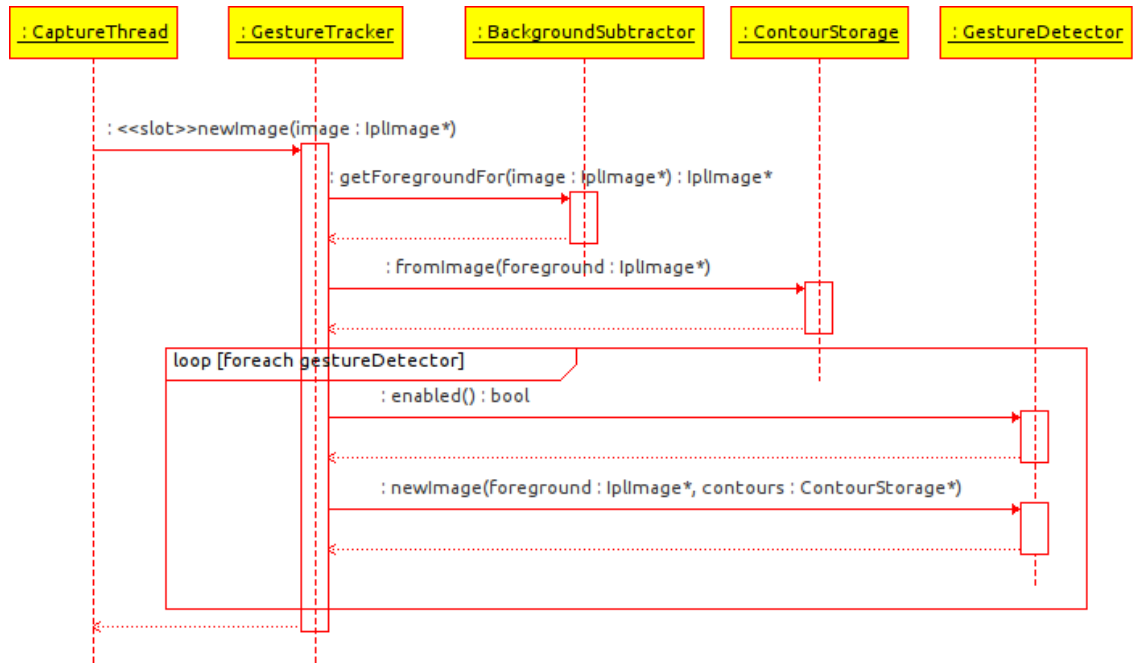 : CaptureThread
: GestureTracker
: BackgroundSubtractor
: ContourStorage
: GestureDetector
: <<slot>>newImage(image : IplImage*)
: getForegroundFor(image : IplImage*) : IplImage*
: fromImage(foreground : IplImage*)
loop [foreach gestureDetector]
: enabled() : bool
: newImage(foreground : IplImage*, contours : ContourStorage*)